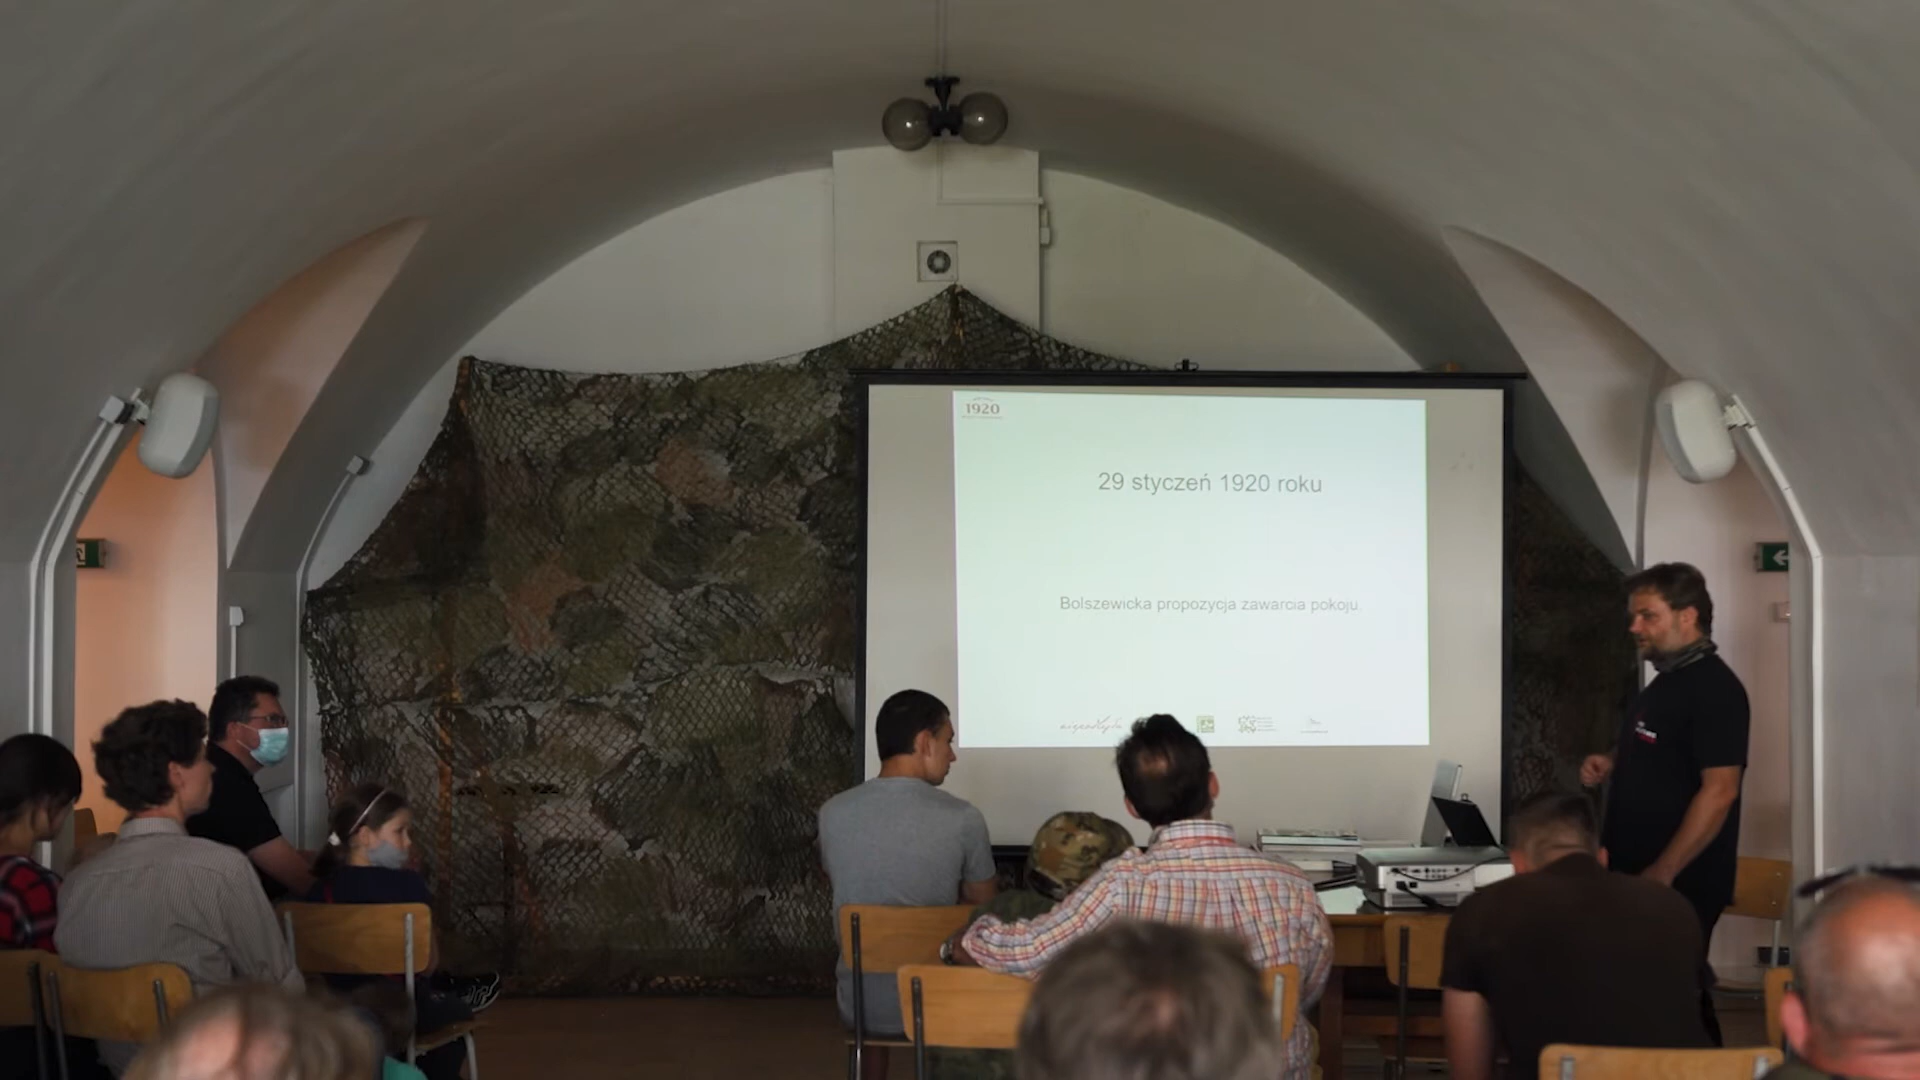 1920
29 styczeń 1920 roku
Bolszewicka propozycja zawarcia pokoju.